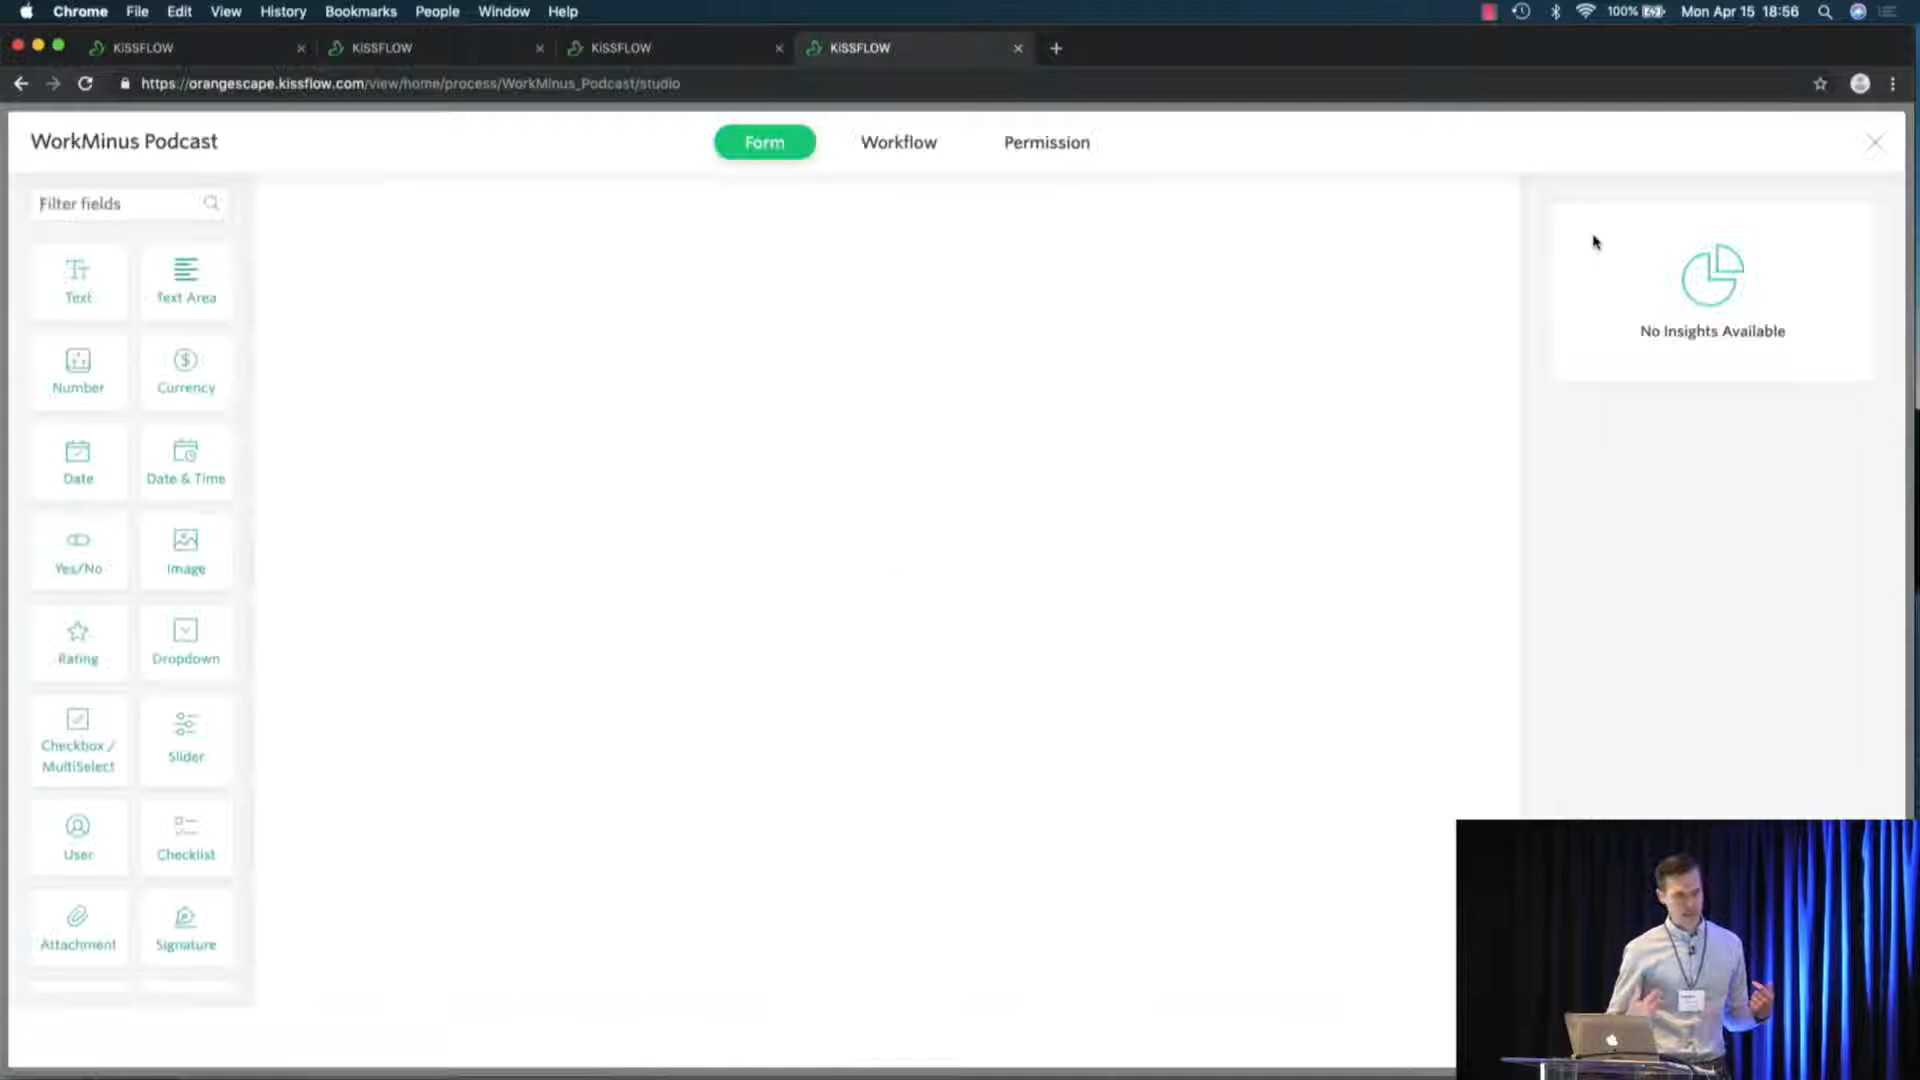 Chrome File Edit View History Bookmarks People Window Help 100% Mon Apr 15 18:56
KiSSFLOW KiSSFLOW KiSSFLOW KiSSFLOW
https://orangescape.kissflow.com/view/home/process/WorkMinus_Podcast/studio
WorkMinus Podcast Form Workflow Permission
Filter fields
Text Text Area
Number Currency
Date Date & Time
Yes/No Image
Rating Dropdown
Checkbox /
MultiSelect
Slider
User Checklist
Attachment Signature
No Insights Available